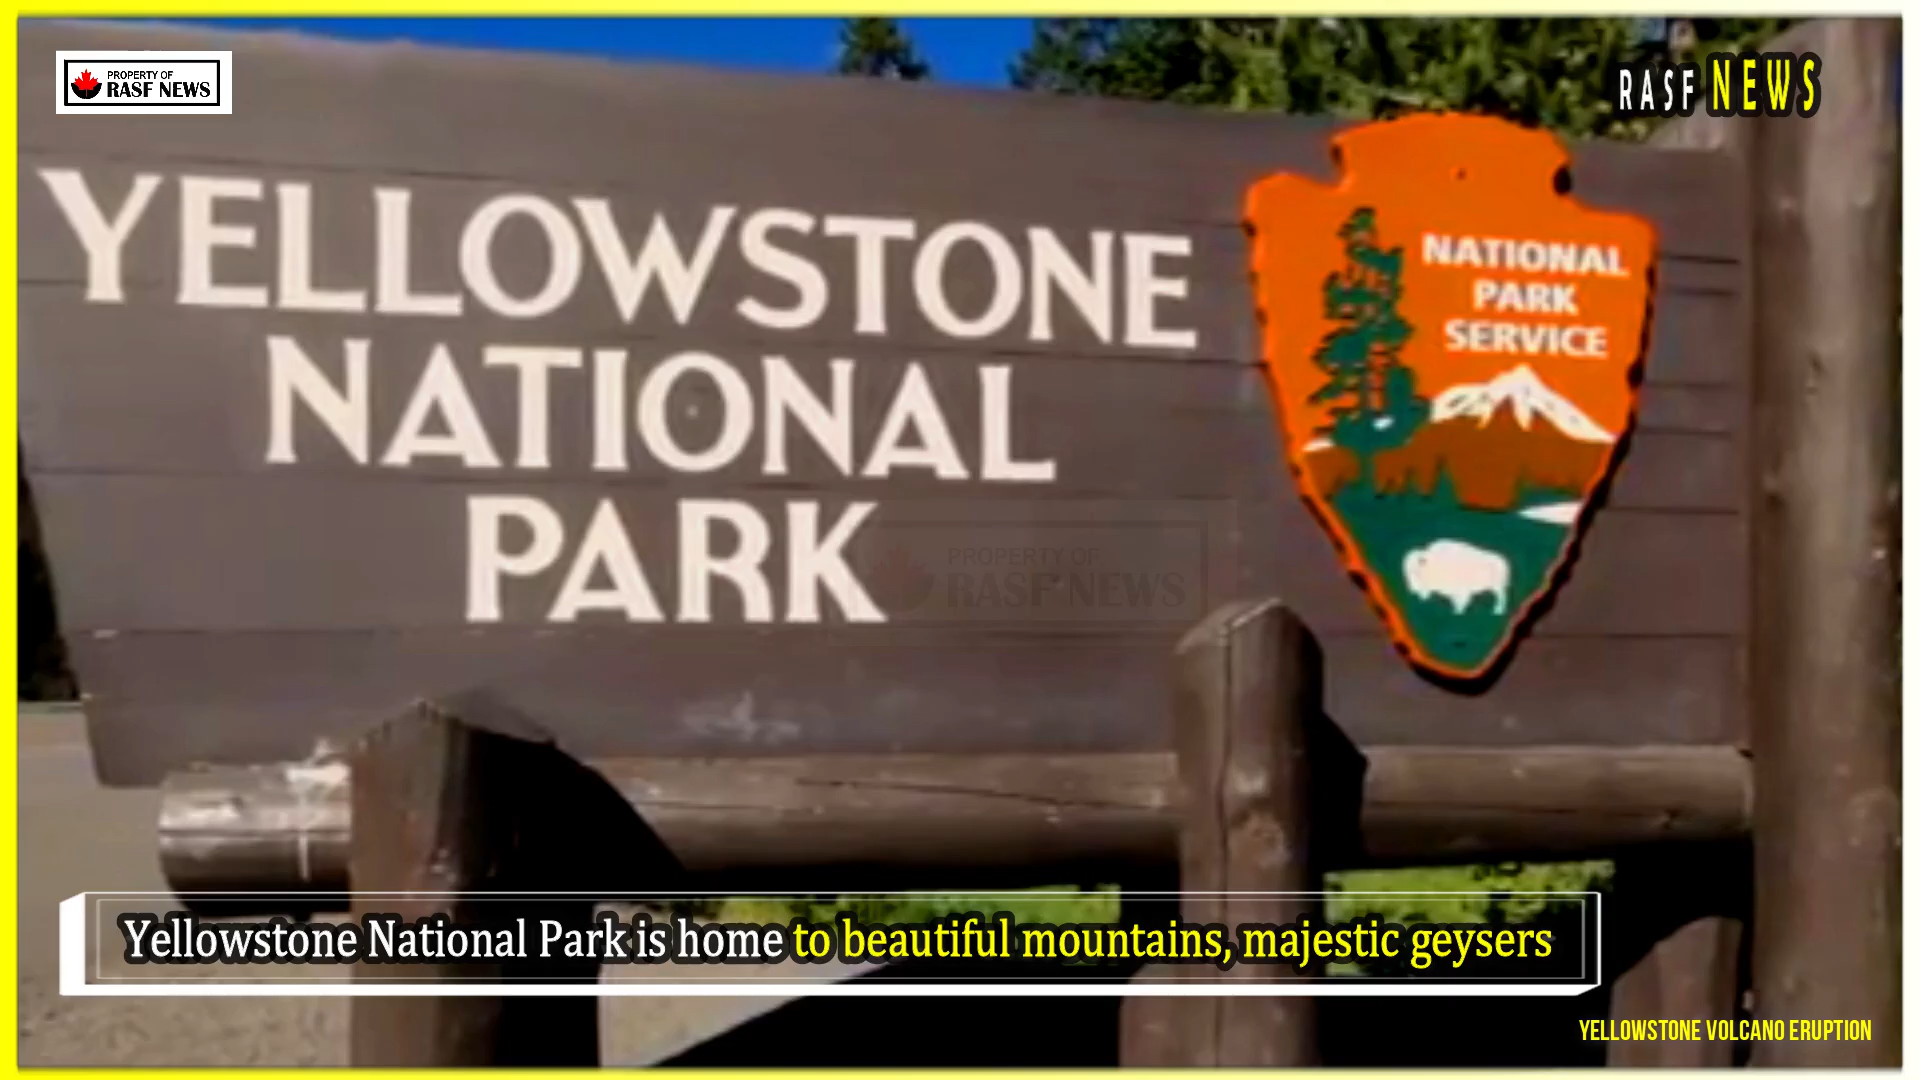 PROPERTY OF
RASF NEWS
RASF NEWS
YELLOWSTONE
NATIONAL
PARK
NATIONAL
PARK
SERVICE
PROPERTY OF
RASF NEWS
Yellowstone National Park is home to beautiful mountains, majestic geysers
YELLOWSTONE VOLCANO ERUPTION